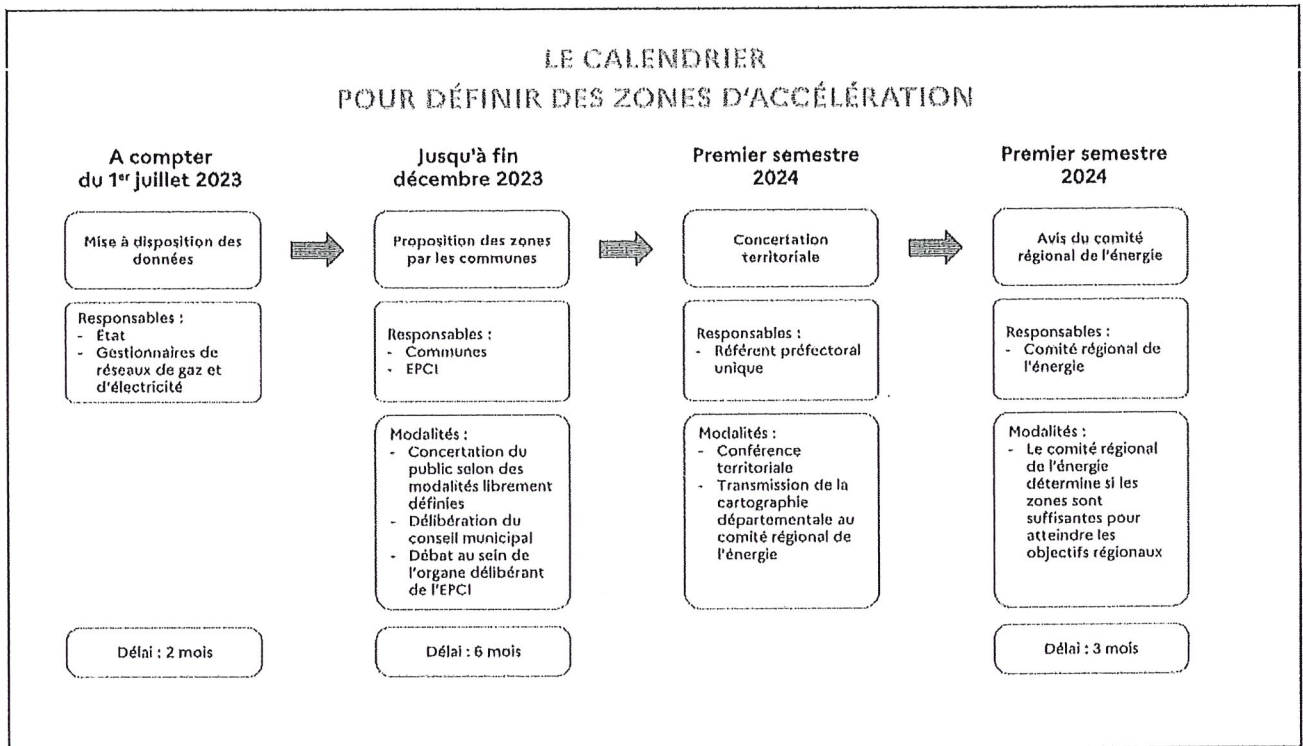 LE CALENDRIER
POUR DÉFINIR DES ZONES D'ACCÉLÉRATION
A compter
du 1er juillet 2023
Mise à disposition des
données
Responsables :
- État
- Gestionnaires de
réseaux de gaz et
d'électricité
Délai : 2 mois
Jusqu'à fin
décembre 2023
Proposition des zones
par les communes
Responsables :
- Communes
- EPCI
Modalités :
- Concertation du
public selon des
modalités librement
définies
- Délibération du
conseil municipal
- Débat au sein de
l'organe délibérant
de l'EPCI
Délai : 6 mois
Premier semestre
2024
Concertation
territoriale
Responsables :
- Référent préfectoral
unique
Modalités :
- Conférence
territoriale
- Transmission de la
cartographie
départementale au
comité régional de
l'énergie
Premier semestre
2024
Avis du comité
régional de l'énergie
Responsables :
- Comité régional de
l'énergie
Modalités :
- Le comité régional
de l'énergie
détermine si les
zones sont
suffisantes pour
atteindre les
objectifs régionaux
Délai : 3 mois